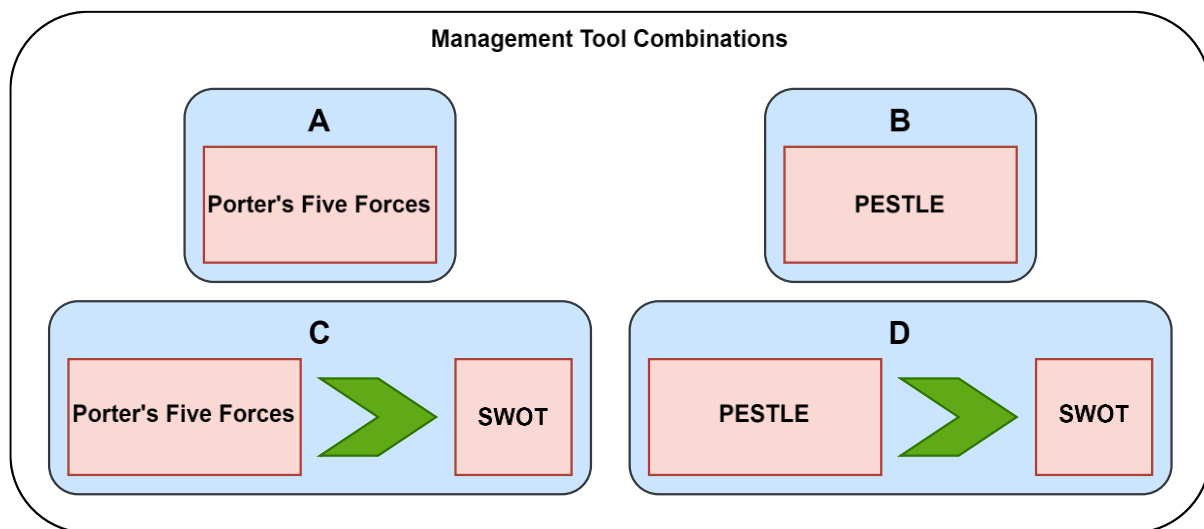 Management Tool Combinations
A
Porter's Five Forces
B
PESTLE
C
Porter's Five Forces
SWOT
D
PESTLE
SWOT